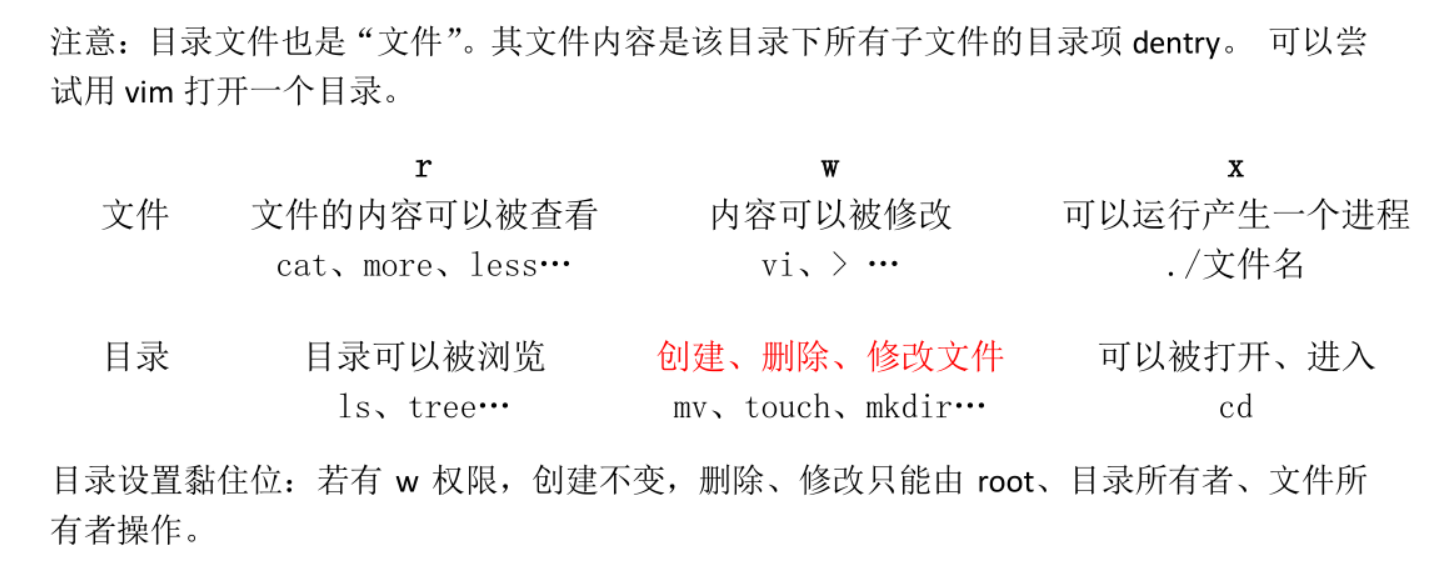 注意：目录文件也是“文件”。其文件内容是该目录下所有子文件的目录项 dentry。 可以尝
试用 vim 打开一个目录。
r w x
文件 文件的内容可以被查看 内容可以被修改 可以运行产生一个进程
cat、more、less… vi、> … ./文件名
目录 目录可以被浏览 创建、删除、修改文件 可以被打开、进入
ls、tree… mv、touch、mkdir… cd
目录设置黏住位：若有 w 权限，创建不变，删除、修改只能由 root、目录所有者、文件所
有者操作。